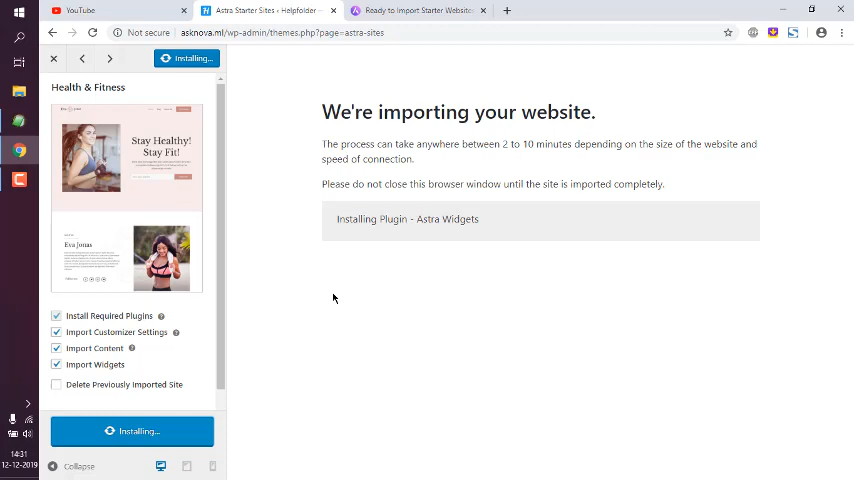 YouTube
Astra Starter Sites ‹ Helpfolder —
Ready to Import Starter Websites
Not secure
asknova.ml/wp-admin/themes.php?page=astra-sites
Installing...
Health & Fitness
Stay Healthy!
Stay Fit!
Eva Jonas
Install Required Plugins
Import Customizer Settings
Import Content
Import Widgets
Delete Previously Imported Site
Installing...
Collapse
We're importing your website.
The process can take anywhere between 2 to 10 minutes depending on the size of the website and
speed of connection.
Please do not close this browser window until the site is imported completely.
Installing Plugin - Astra Widgets
14:31
12-12-2019